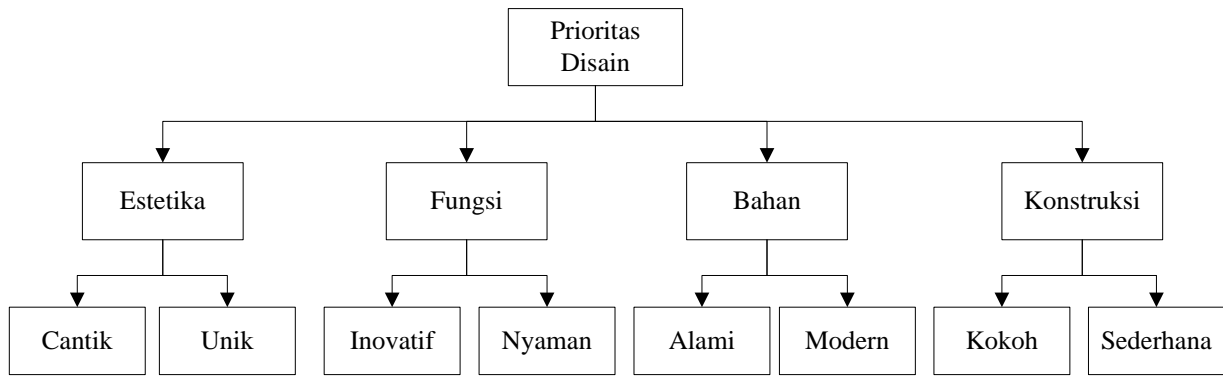 Prioritas
Disain
Estetika
Fungsi
Bahan
Konstruksi
Cantik
Unik
Inovatif
Nyaman
Alami
Modern
Kokoh
Sederhana